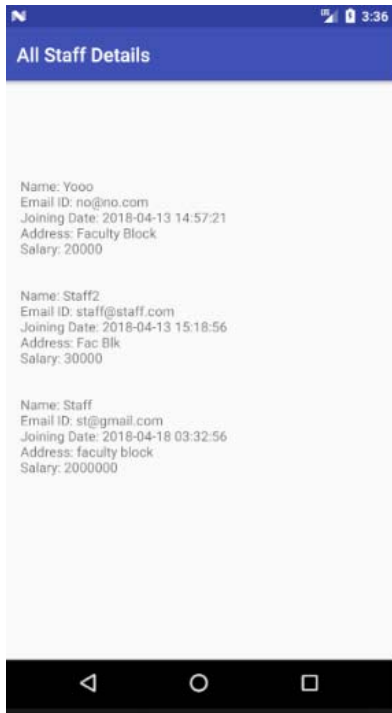 3:36
All Staff Details
Name: Yooo
Email ID: no@no.com
Joining Date: 2018-04-13 14:57:21
Address: Faculty Block
Salary: 20000
Name: Staff2
Email ID: staff@staff.com
Joining Date: 2018-04-13 15:18:56
Address: Fac Blk
Salary: 30000
Name: Staff
Email ID: st@gmail.com
Joining Date: 2018-04-18 03:32:56
Address: faculty block
Salary: 2000000